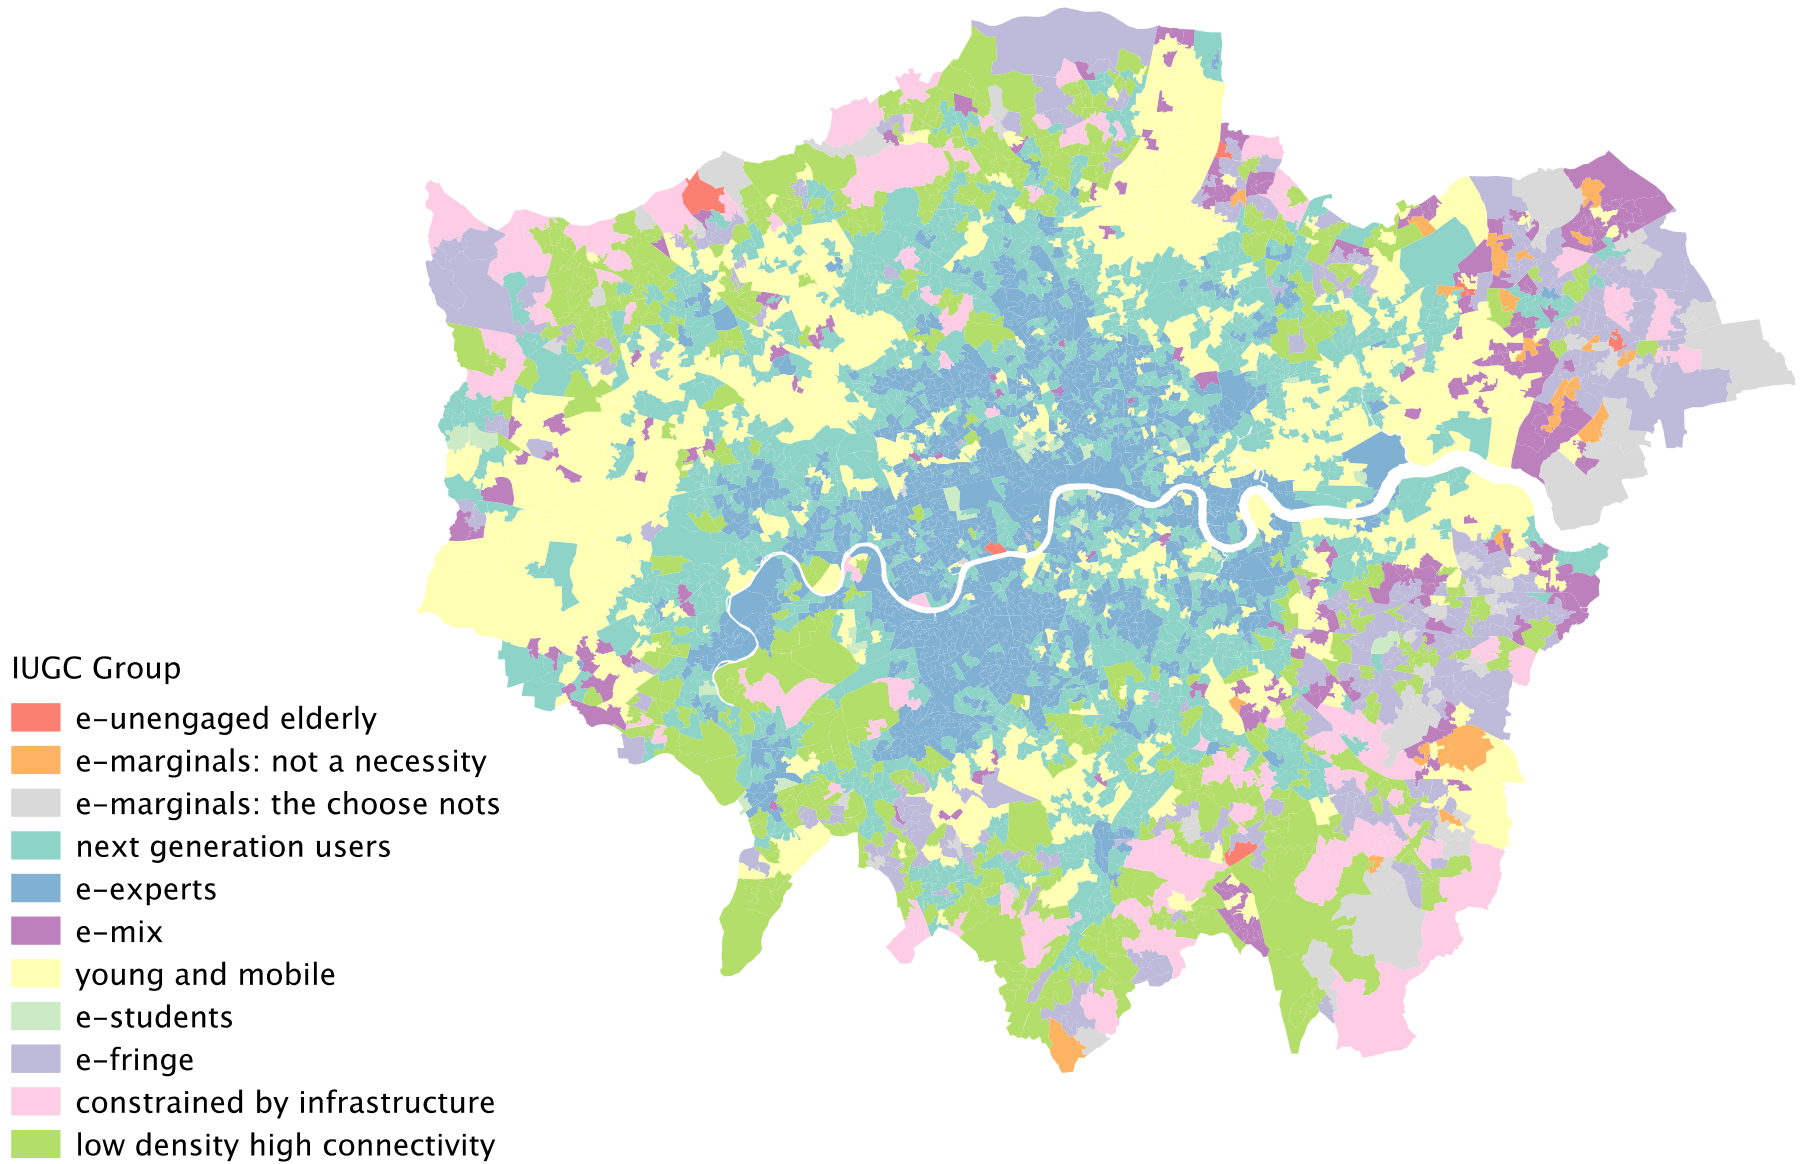 IUGC Group
e-unengaged elderly
e-marginals: not a necessity
e-marginals: the choose nots
next generation users
e-experts
e-mix
young and mobile
e-students
e-fringe
constrained by infrastructure
low density high connectivity